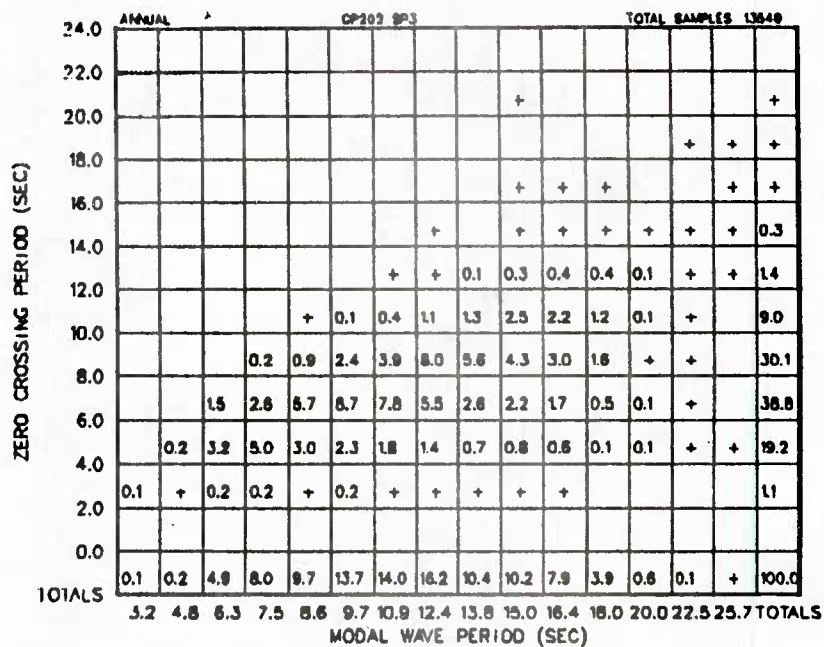 ANNUAL TOTAL SAMPLES
24.0
22.0
+ +
20.0
+ + +
18.0
+ + + + +
16.0
+ + + + + + + 0.3
14.0
+ + 0.1 0.3 0.4 0.4 0.1 + + 1.4
12.0
+ 0.1 0.4 1.1 1.3 2.5 2.2 1.2 0.1 + 9.0
10.0
0.2 0.9 2.4 3.9 8.0 5.6 4.3 3.0 1.6 + + 30.1
8.0
1.5 2.6 5.7 8.7 7.8 5.5 2.6 2.2 1.7 0.5 0.1 + 38.8
6.0
0.2 3.2 5.0 3.0 2.3 1.8 1.4 0.7 0.8 0.6 0.1 0.1 + + 19.2
4.0
0.1 + 0.2 0.2 + 0.2 + + + + + 1.1
2.0
0.0
TOTALS 0.1 0.2 4.9 8.0 9.7 13.7 14.0 16.2 10.4 10.2 7.9 3.9 0.6 0.1 + 100.0
3.2 4.8 6.3 7.5 8.6 9.7 10.9 12.4 13.8 15.0 16.4 18.0 20.0 22.5 25.7 TOTALS
MODAL WAVE PERIOD (SEC)
ZERO CROSSING PERIOD (SEC)